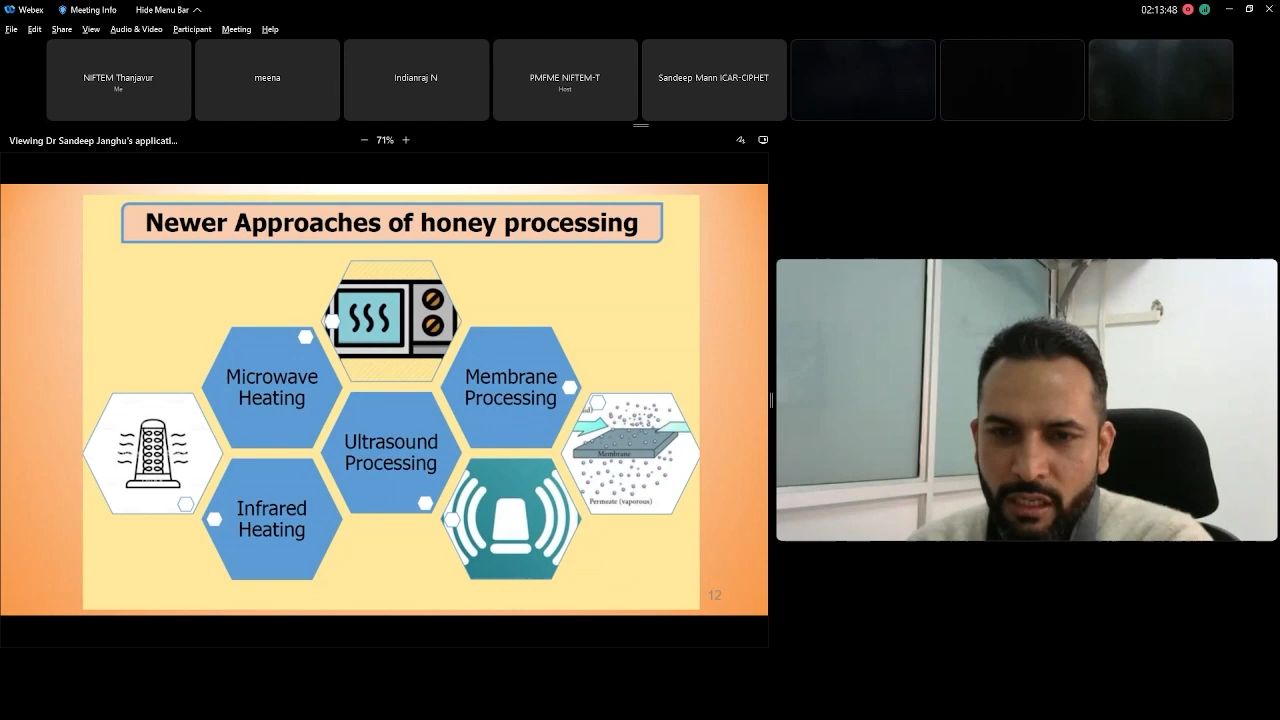 Webex
Meeting Info
Hide Menu Bar
02:13:48
File Edit Share View Audio & Video Participant Meeting Help
NIFTEM Thanjavur
Me
meena
Indianraj N
PMFME NIFTEM-T
Host
Sandeep Mann ICAR-CIPHET
Viewing Dr Sandeep Janghu's applicati...
− 71% +
Newer Approaches of honey processing
Microwave
Heating
Membrane
Processing
Ultrasound
Processing
Infrared
Heating
Membrane
Permeate (vaporous)
12